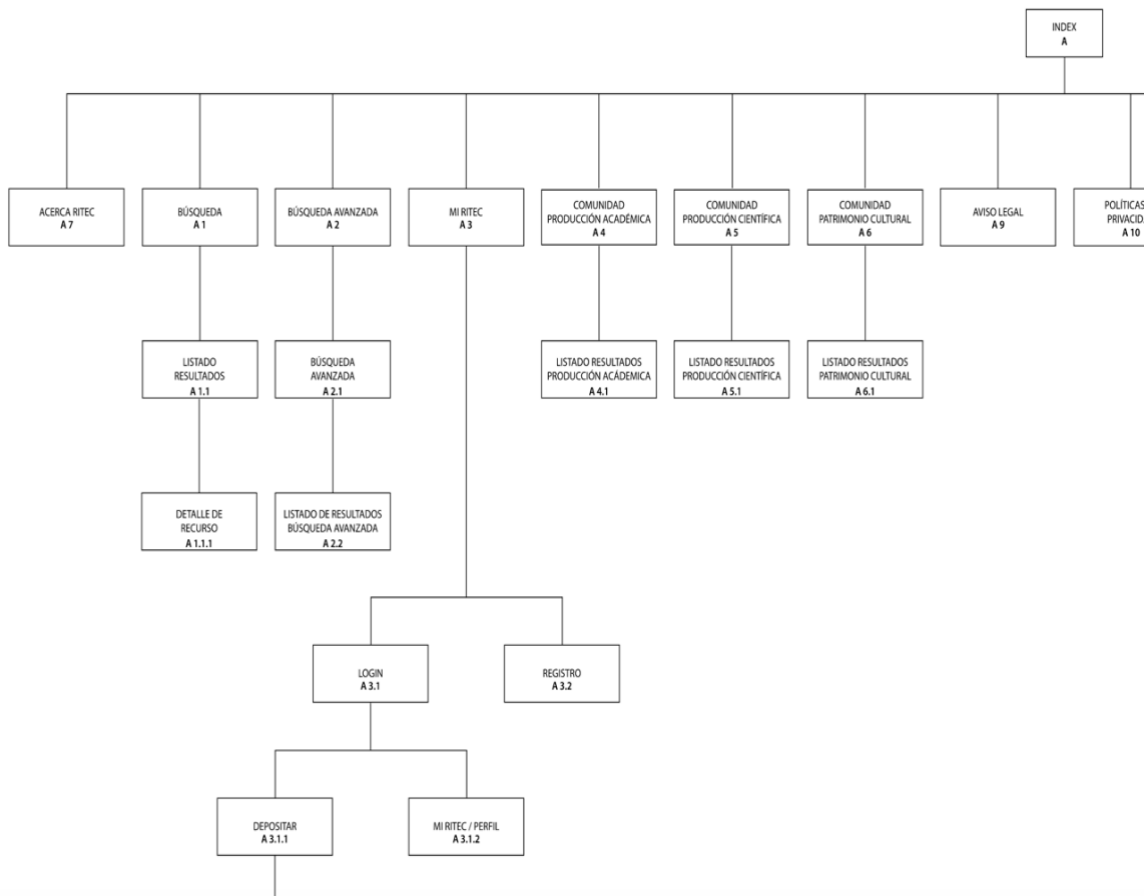 INDEX
A
ACERCA RITEC
A 7
BÚSQUEDA
A 1
BÚSQUEDA AVANZADA
A 2
MI RITEC
A 3
COMUNIDAD
PRODUCCIÓN ACADÉMICA
A 4
COMUNIDAD
PRODUCCIÓN CIENTÍFICA
A 5
COMUNIDAD
PATRIMONIO CULTURAL
A 6
AVISO LEGAL
A 9
POLÍTICAS
PRIVACIDA
A 10
LISTADO
RESULTADOS
A 1.1
BÚSQUEDA
AVANZADA
A 2.1
LISTADO RESULTADOS
PRODUCCIÓN ACÁDEMICA
A 4.1
LISTADO RESULTADOS
PRODUCCIÓN CIENTÍFICA
A 5.1
LISTADO RESULTADOS
PATRIMONIO CULTURAL
A 6.1
DETALLE DE
RECURSO
A 1.1.1
LISTADO DE RESULTADOS
BÚSQUEDA AVANZADA
A 2.2
LOGIN
A 3.1
REGISTRO
A 3.2
DEPOSITAR
A 3.1.1
MI RITEC / PERFIL
A 3.1.2